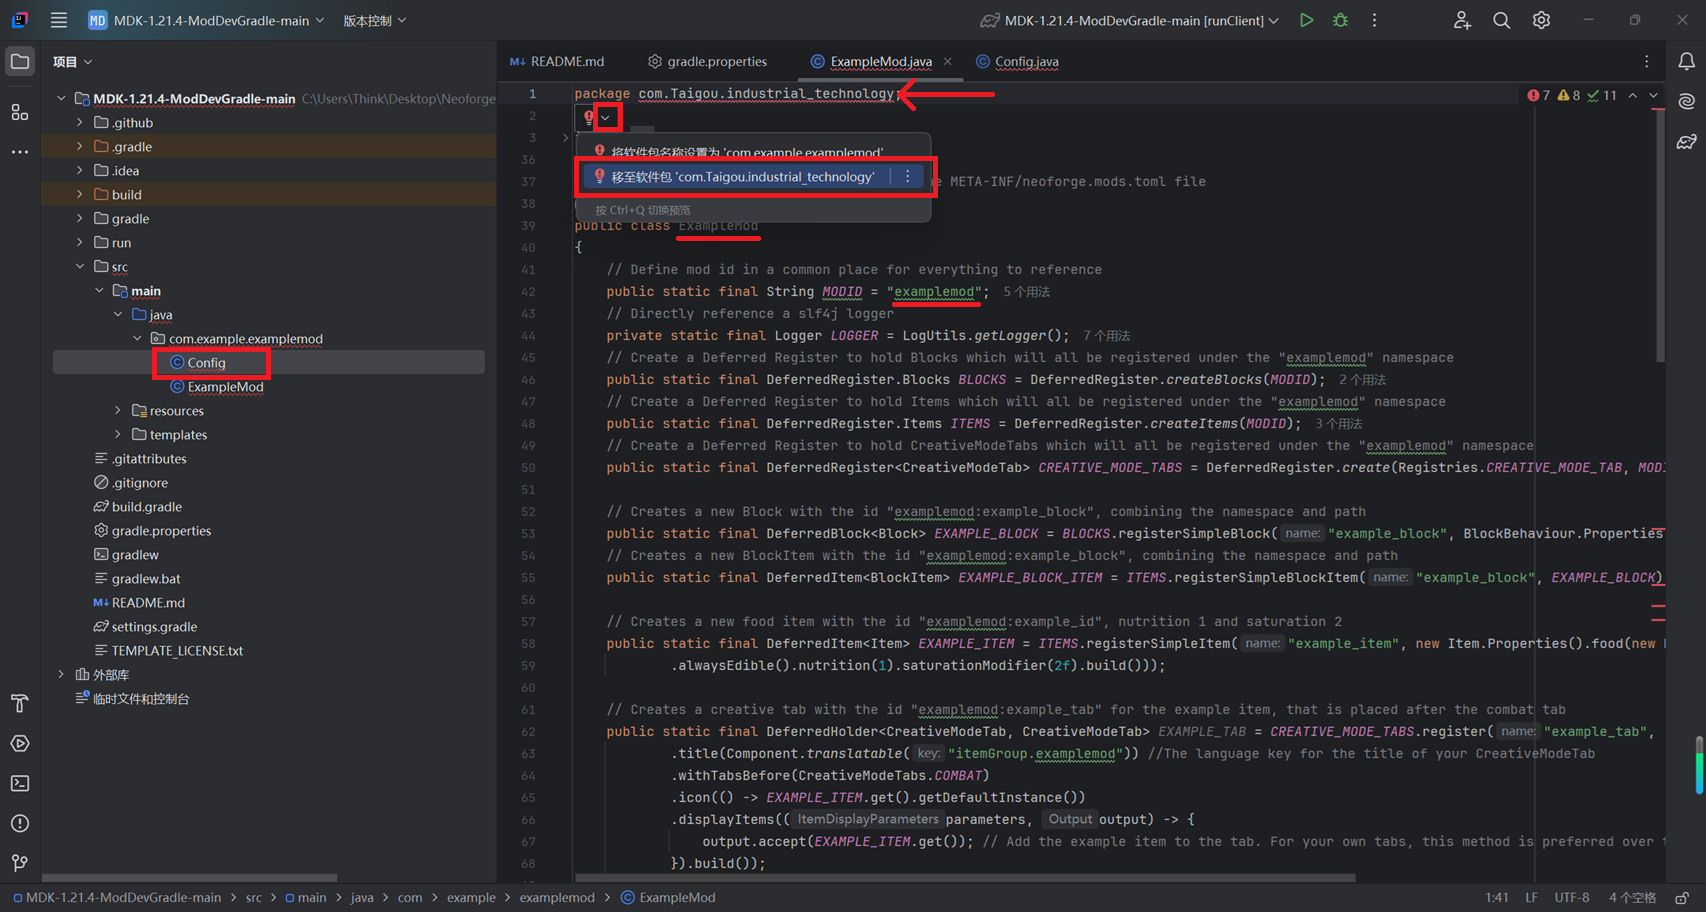 MD MDK-1.21.4-ModDevGradle-main 版本控制 MDK-1.21.4-ModDevGradle-main [runClient]
项目
MDK-1.21.4-ModDevGradle-main C:\Users\Think\Desktop\Neoforge
.github
.gradle
.idea
build
gradle
run
src
main
java
com.example.examplemod
Config
ExampleMod
resources
templates
.gitattributes
.gitignore
build.gradle
gradle.properties
gradlew
gradlew.bat
M↓ README.md
settings.gradle
TEMPLATE_LICENSE.txt
外部库
临时文件和控制台
M↓ README.md gradle.properties ExampleMod.java Config.java
7 8 11
1 package com.Taigou.industrial_technology;
2
3
将软件包名称设置为 'com.example.examplemod'
移至软件包 'com.Taigou.industrial_technology'
按 Ctrl+Q 切换预览
36
37 META-INF/neoforge.mods.toml file
38
39 public class ExampleMod
40 {
41 // Define mod id in a common place for everything to reference
42 public static final String MODID = "examplemod"; 5 个用法
43 // Directly reference a slf4j logger
44 private static final Logger LOGGER = LogUtils.getLogger(); 7 个用法
45 // Create a Deferred Register to hold Blocks which will all be registered under the "examplemod" namespace
46 public static final DeferredRegister.Blocks BLOCKS = DeferredRegister.createBlocks(MODID); 2 个用法
47 // Create a Deferred Register to hold Items which will all be registered under the "examplemod" namespace
48 public static final DeferredRegister.Items ITEMS = DeferredRegister.createItems(MODID); 3 个用法
49 // Create a Deferred Register to hold CreativeModeTabs which will all be registered under the "examplemod" namespace
50 public static final DeferredRegister<CreativeModeTab> CREATIVE_MODE_TABS = DeferredRegister.create(Registries.CREATIVE_MODE_TAB, MODI
51
52 // Creates a new Block with the id "examplemod:example_block", combining the namespace and path
53 public static final DeferredBlock<Block> EXAMPLE_BLOCK = BLOCKS.registerSimpleBlock( name: "example_block", BlockBehaviour.Properties
54 // Creates a new BlockItem with the id "examplemod:example_block", combining the namespace and path
55 public static final DeferredItem<BlockItem> EXAMPLE_BLOCK_ITEM = ITEMS.registerSimpleBlockItem( name: "example_block", EXAMPLE_BLOCK)
56
57 // Creates a new food item with the id "examplemod:example_id", nutrition 1 and saturation 2
58 public static final DeferredItem<Item> EXAMPLE_ITEM = ITEMS.registerSimpleItem( name: "example_item", new Item.Properties().food(new
59 .alwaysEdible().nutrition(1).saturationModifier(2f).build()));
60
61 // Creates a creative tab with the id "examplemod:example_tab" for the example item, that is placed after the combat tab
62 public static final DeferredHolder<CreativeModeTab, CreativeModeTab> EXAMPLE_TAB = CREATIVE_MODE_TABS.register( name: "example_tab",
63 .title(Component.translatable( key: "itemGroup.examplemod")) //The language key for the title of your CreativeModeTab
64 .withTabsBefore(CreativeModeTabs.COMBAT)
65 .icon(() -> EXAMPLE_ITEM.get().getDefaultInstance())
66 .displayItems(( ItemDisplayParameters parameters, Output output) -> {
67 output.accept(EXAMPLE_ITEM.get()); // Add the example item to the tab. For your own tabs, this method is preferred over
68 }).build());
MDK-1.21.4-ModDevGradle-main > src > main > java > com > example > examplemod > ExampleMod 1:41 LF UTF-8 4 个空格